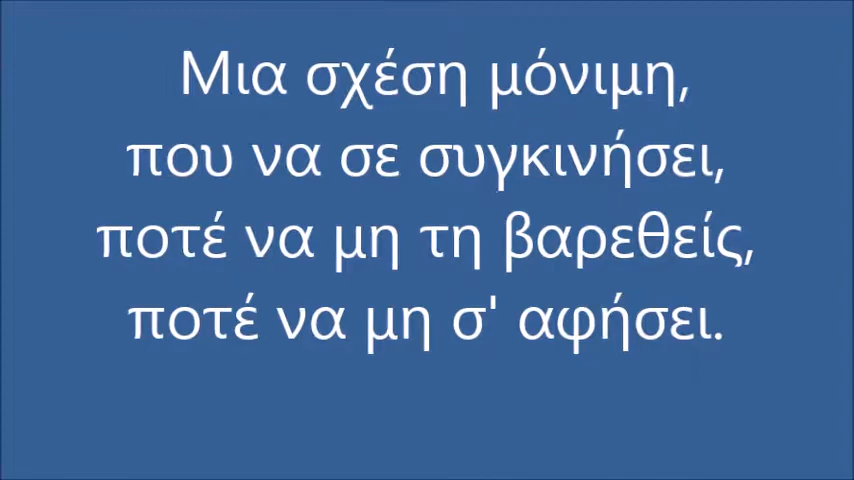 Μια σχέση μόνιμη,
που να σε συγκινήσει,
ποτέ να μη τη βαρεθείς,
ποτέ να μη σ' αφήσει.